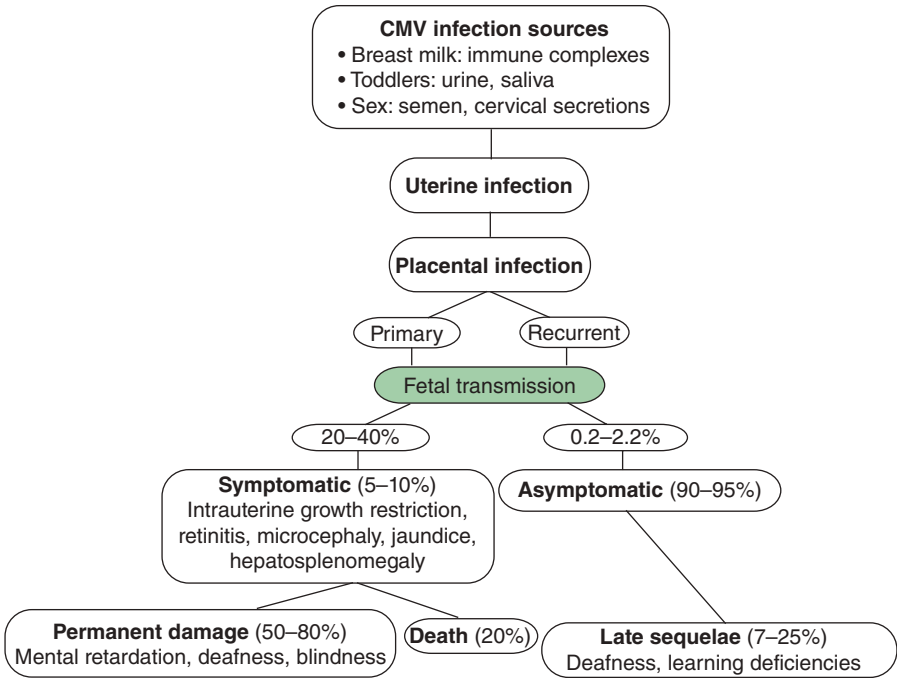 CMV infection sources
• Breast milk: immune complexes
• Toddlers: urine, saliva
• Sex: semen, cervical secretions
Uterine infection
Placental infection
Primary
Recurrent
Fetal transmission
20–40%
0.2–2.2%
Symptomatic (5–10%)
Intrauterine growth restriction,
retinitis, microcephaly, jaundice,
hepatosplenomegaly
Asymptomatic (90–95%)
Permanent damage (50–80%)
Mental retardation, deafness, blindness
Death (20%)
Late sequelae (7–25%)
Deafness, learning deficiencies